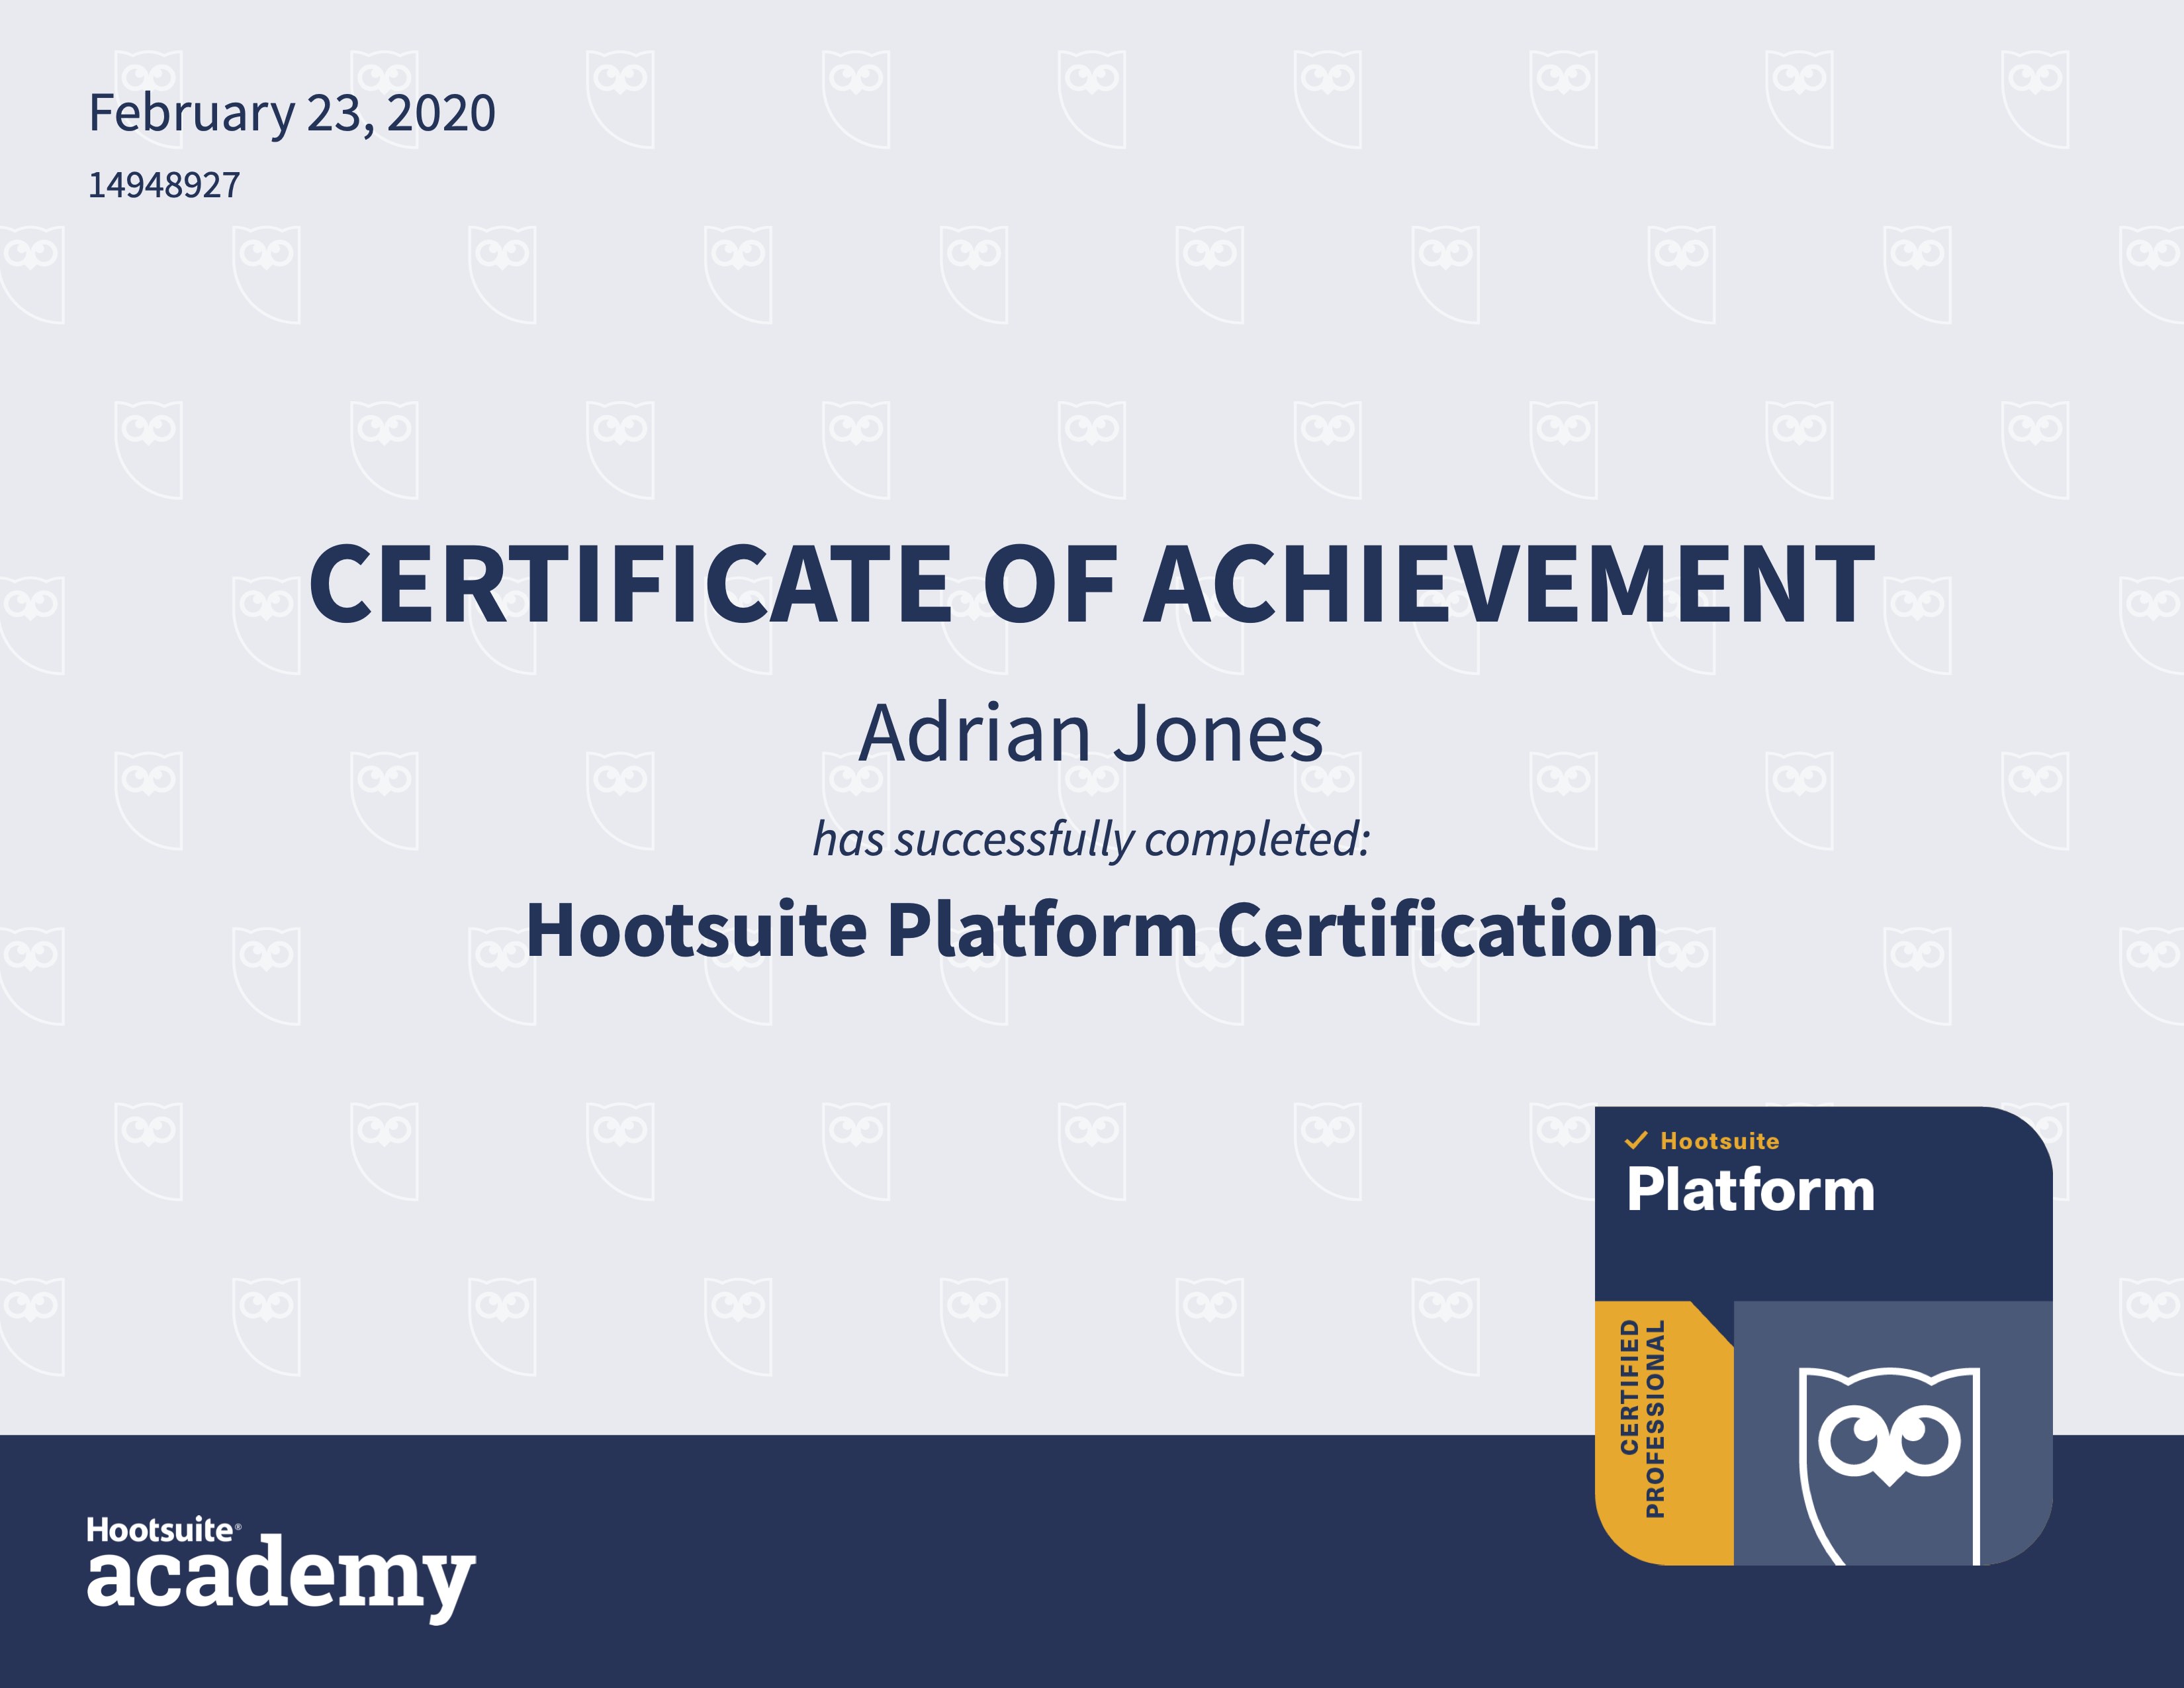 February 23, 2020
14948927
CERTIFICATE OF ACHIEVEMENT
Adrian Jones
has successfully completed:
Hootsuite Platform Certification
Hootsuite
Platform
CERTIFIED
PROFESSIONAL
Hootsuite®
academy